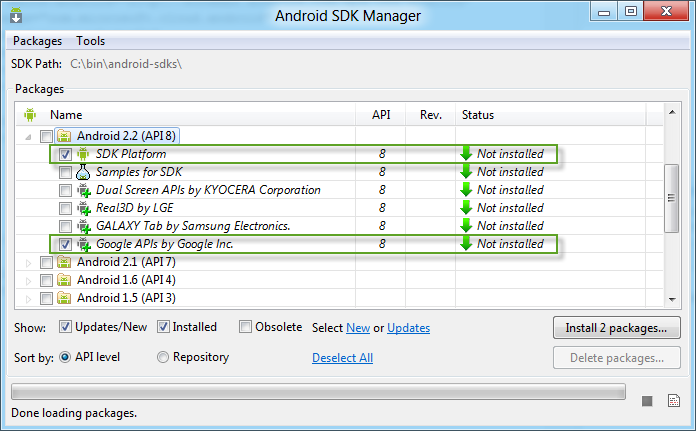 Android SDK Manager
Packages Tools
SDK Path: C:\bin\android-sdks\
Packages
Name API Rev. Status
Android 2.2 (API 8)
SDK Platform 8 Not installed
Samples for SDK 8 Not installed
Dual Screen APIs by KYOCERA Corporation 8 Not installed
Real3D by LGE 8 Not installed
GALAXY Tab by Samsung Electronics. 8 Not installed
Google APIs by Google Inc. 8 Not installed
Android 2.1 (API 7)
Android 1.6 (API 4)
Android 1.5 (API 3)
Show: Updates/New Installed Obsolete Select New or Updates Install 2 packages...
Sort by: API level Repository Deselect All Delete packages...
Done loading packages.